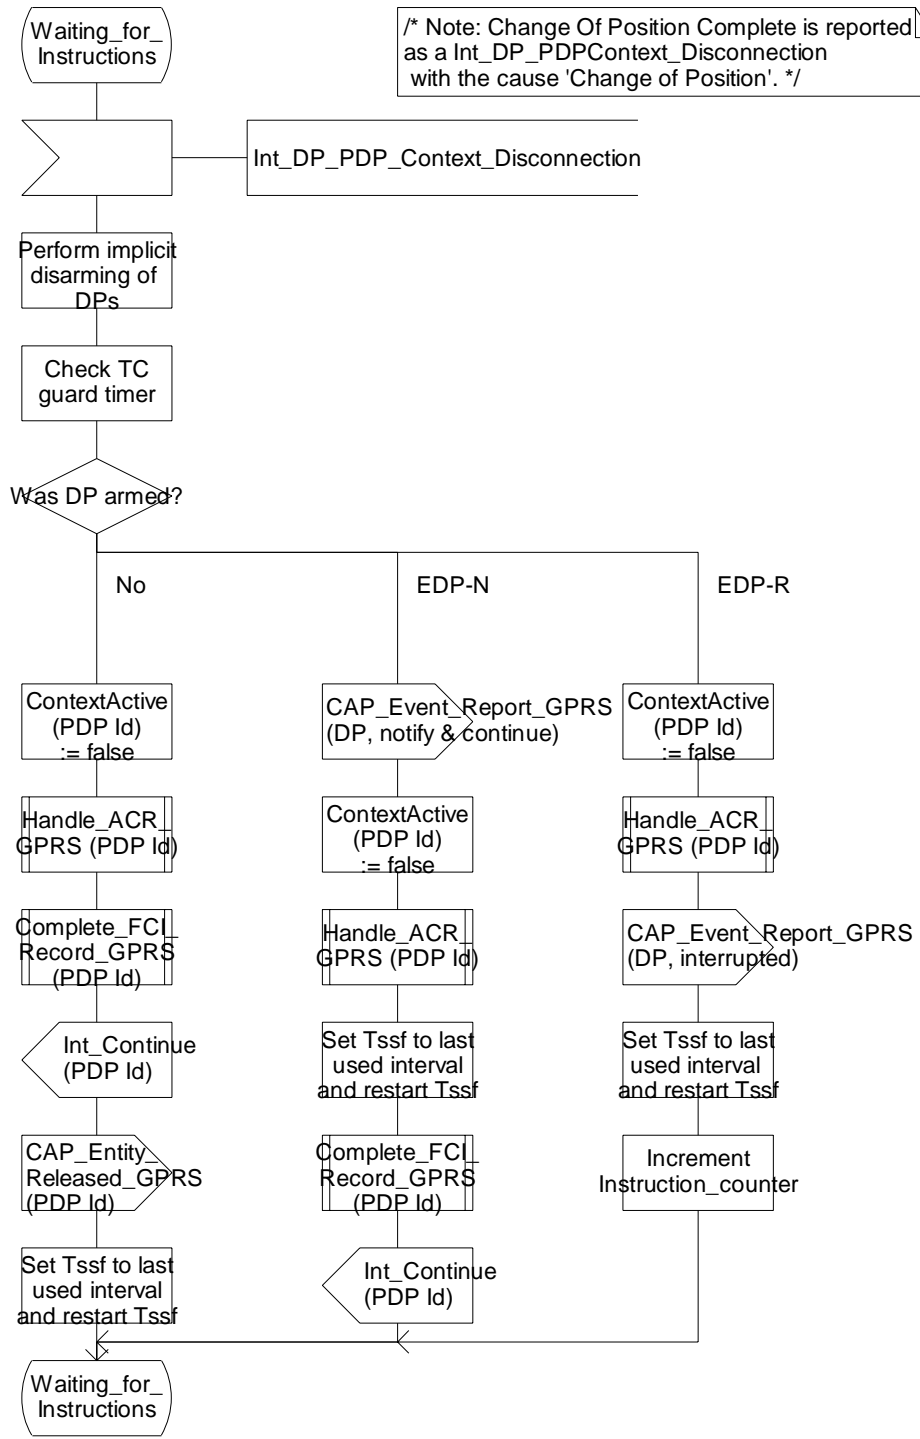 Waiting_for_
Instructions
/* Note: Change Of Position Complete is reported
as a Int_DP_PDPContext_Disconnection
with the cause 'Change of Position'. */
Int_DP_PDP_Context_Disconnection
Perform implicit
disarming of
DPs
Check TC
guard timer
Was DP armed?
No
EDP-N
EDP-R
ContextActive
(PDP Id)
:= false
Handle_ACR_
GPRS (PDP Id)
Complete_FCI_
Record_GPRS
(PDP Id)
Int_Continue
(PDP Id)
CAP_Entity_
Released_GPRS
(PDP Id)
Set Tssf to last
used interval
and restart Tssf
CAP_Event_Report_GPRS
(DP, notify & continue)
ContextActive
(PDP Id)
:= false
Handle_ACR_
GPRS (PDP Id)
Set Tssf to last
used interval
and restart Tssf
Complete_FCI_
Record_GPRS
(PDP Id)
Int_Continue
(PDP Id)
ContextActive
(PDP Id)
:= false
Handle_ACR_
GPRS (PDP Id)
CAP_Event_Report_GPRS
(DP, interrupted)
Set Tssf to last
used interval
and restart Tssf
Increment
Instruction_counter
Waiting_for_
Instructions